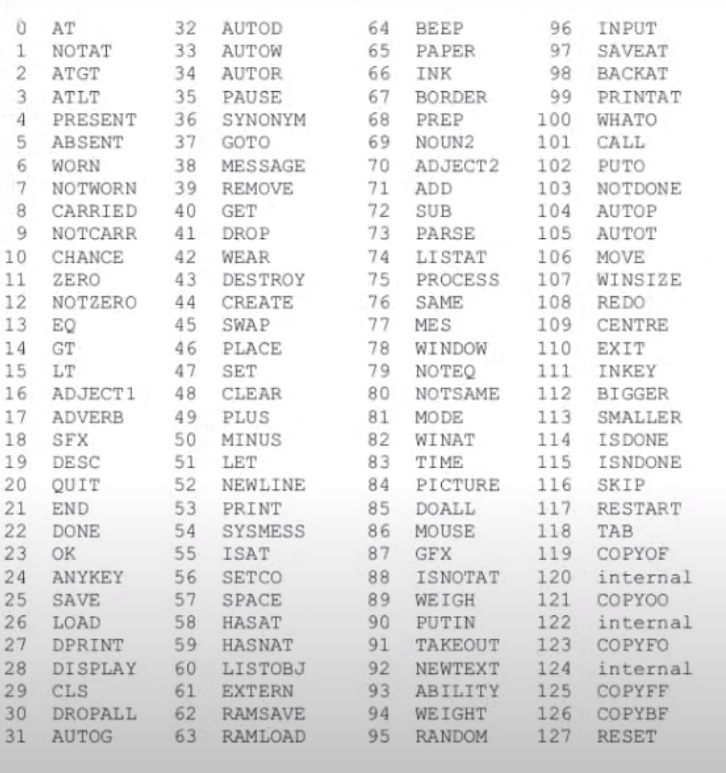 0 AT 32 AUTOD 64 BEEP 96 INPUT
1 NOTAT 33 AUTOW 65 PAPER 97 SAVEAT
2 ATGT 34 AUTOR 66 INK 98 BACKAT
3 ATLT 35 PAUSE 67 BORDER 99 PRINTAT
4 PRESENT 36 SYNONYM 68 PREP 100 WHATO
5 ABSENT 37 GOTO 69 NOUN2 101 CALL
6 WORN 38 MESSAGE 70 ADJECT2 102 PUTO
7 NOTWORN 39 REMOVE 71 ADD 103 NOTDONE
8 CARRIED 40 GET 72 SUB 104 AUTOP
9 NOTCARR 41 DROP 73 PARSE 105 AUTOT
10 CHANCE 42 WEAR 74 LISTAT 106 MOVE
11 ZERO 43 DESTROY 75 PROCESS 107 WINSIZE
12 NOTZERO 44 CREATE 76 SAME 108 REDO
13 EQ 45 SWAP 77 MES 109 CENTRE
14 GT 46 PLACE 78 WINDOW 110 EXIT
15 LT 47 SET 79 NOTEQ 111 INKEY
16 ADJECT1 48 CLEAR 80 NOTSAME 112 BIGGER
17 ADVERB 49 PLUS 81 MODE 113 SMALLER
18 SFX 50 MINUS 82 WINAT 114 ISDONE
19 DESC 51 LET 83 TIME 115 ISNDONE
20 QUIT 52 NEWLINE 84 PICTURE 116 SKIP
21 END 53 PRINT 85 DOALL 117 RESTART
22 DONE 54 SYSMESS 86 MOUSE 118 TAB
23 OK 55 ISAT 87 GFX 119 COPYOF
24 ANYKEY 56 SETCO 88 ISNOTAT 120 internal
25 SAVE 57 SPACE 89 WEIGH 121 COPYOO
26 LOAD 58 HASAT 90 PUTIN 122 internal
27 DPRINT 59 HASNAT 91 TAKEOUT 123 COPYFO
28 DISPLAY 60 LISTOBJ 92 NEWTEXT 124 internal
29 CLS 61 EXTERN 93 ABILITY 125 COPYFF
30 DROPALL 62 RAMSAVE 94 WEIGHT 126 COPYBF
31 AUTOG 63 RAMLOAD 95 RANDOM 127 RESET